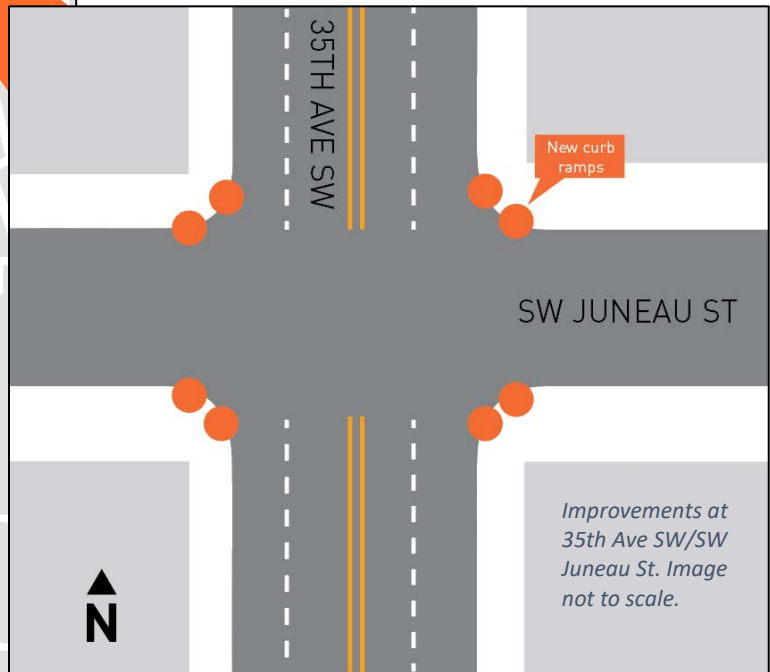 35TH AVE SW
New curb
ramps
SW JUNEAU ST
Improvements at
35th Ave SW/SW
Juneau St. Image
not to scale.
N